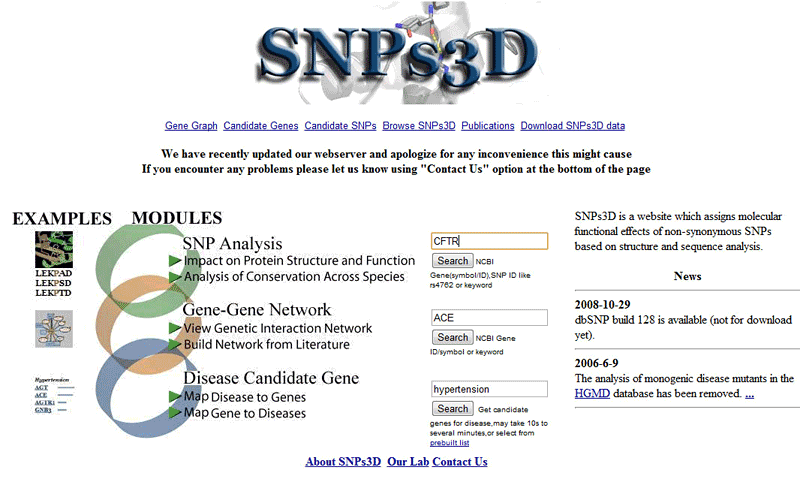 SNPs3D
Gene Graph Candidate Genes Candidate SNPs Browse SNPs3D Publications Download SNPs3D data
We have recently updated our webserver and apologize for any inconvenience this might cause
If you encounter any problems please let us know using "Contact Us" option at the bottom of the page
EXAMPLES MODULES
LEKPAD
LEKPSD
LEKPTD
Hypertension
AGT
ACE
AGTR1
GNB3
SNP Analysis
Impact on Protein Structure and Function
Analysis of Conservation Across Species
Gene-Gene Network
View Genetic Interaction Network
Build Network from Literature
Disease Candidate Gene
Map Disease to Genes
Map Gene to Diseases
CFTR
Search NCBI
Gene(symbol/ID),SNP ID like
rs4762 or keyword
ACE
Search NCBI Gene
ID/symbol or keyword
hypertension
Search Get candidate
genes for disease,may take 10s to
several minutes,or select from
prebuilt list
SNPs3D is a website which assigns molecular
functional effects of non-synonymous SNPs
based on structure and sequence analysis.
News
2008-10-29
dbSNP build 128 is available (not for download
yet).
2006-6-9
The analysis of monogenic disease mutants in the
HGMD database has been removed. ...
About SNPs3D Our Lab Contact Us